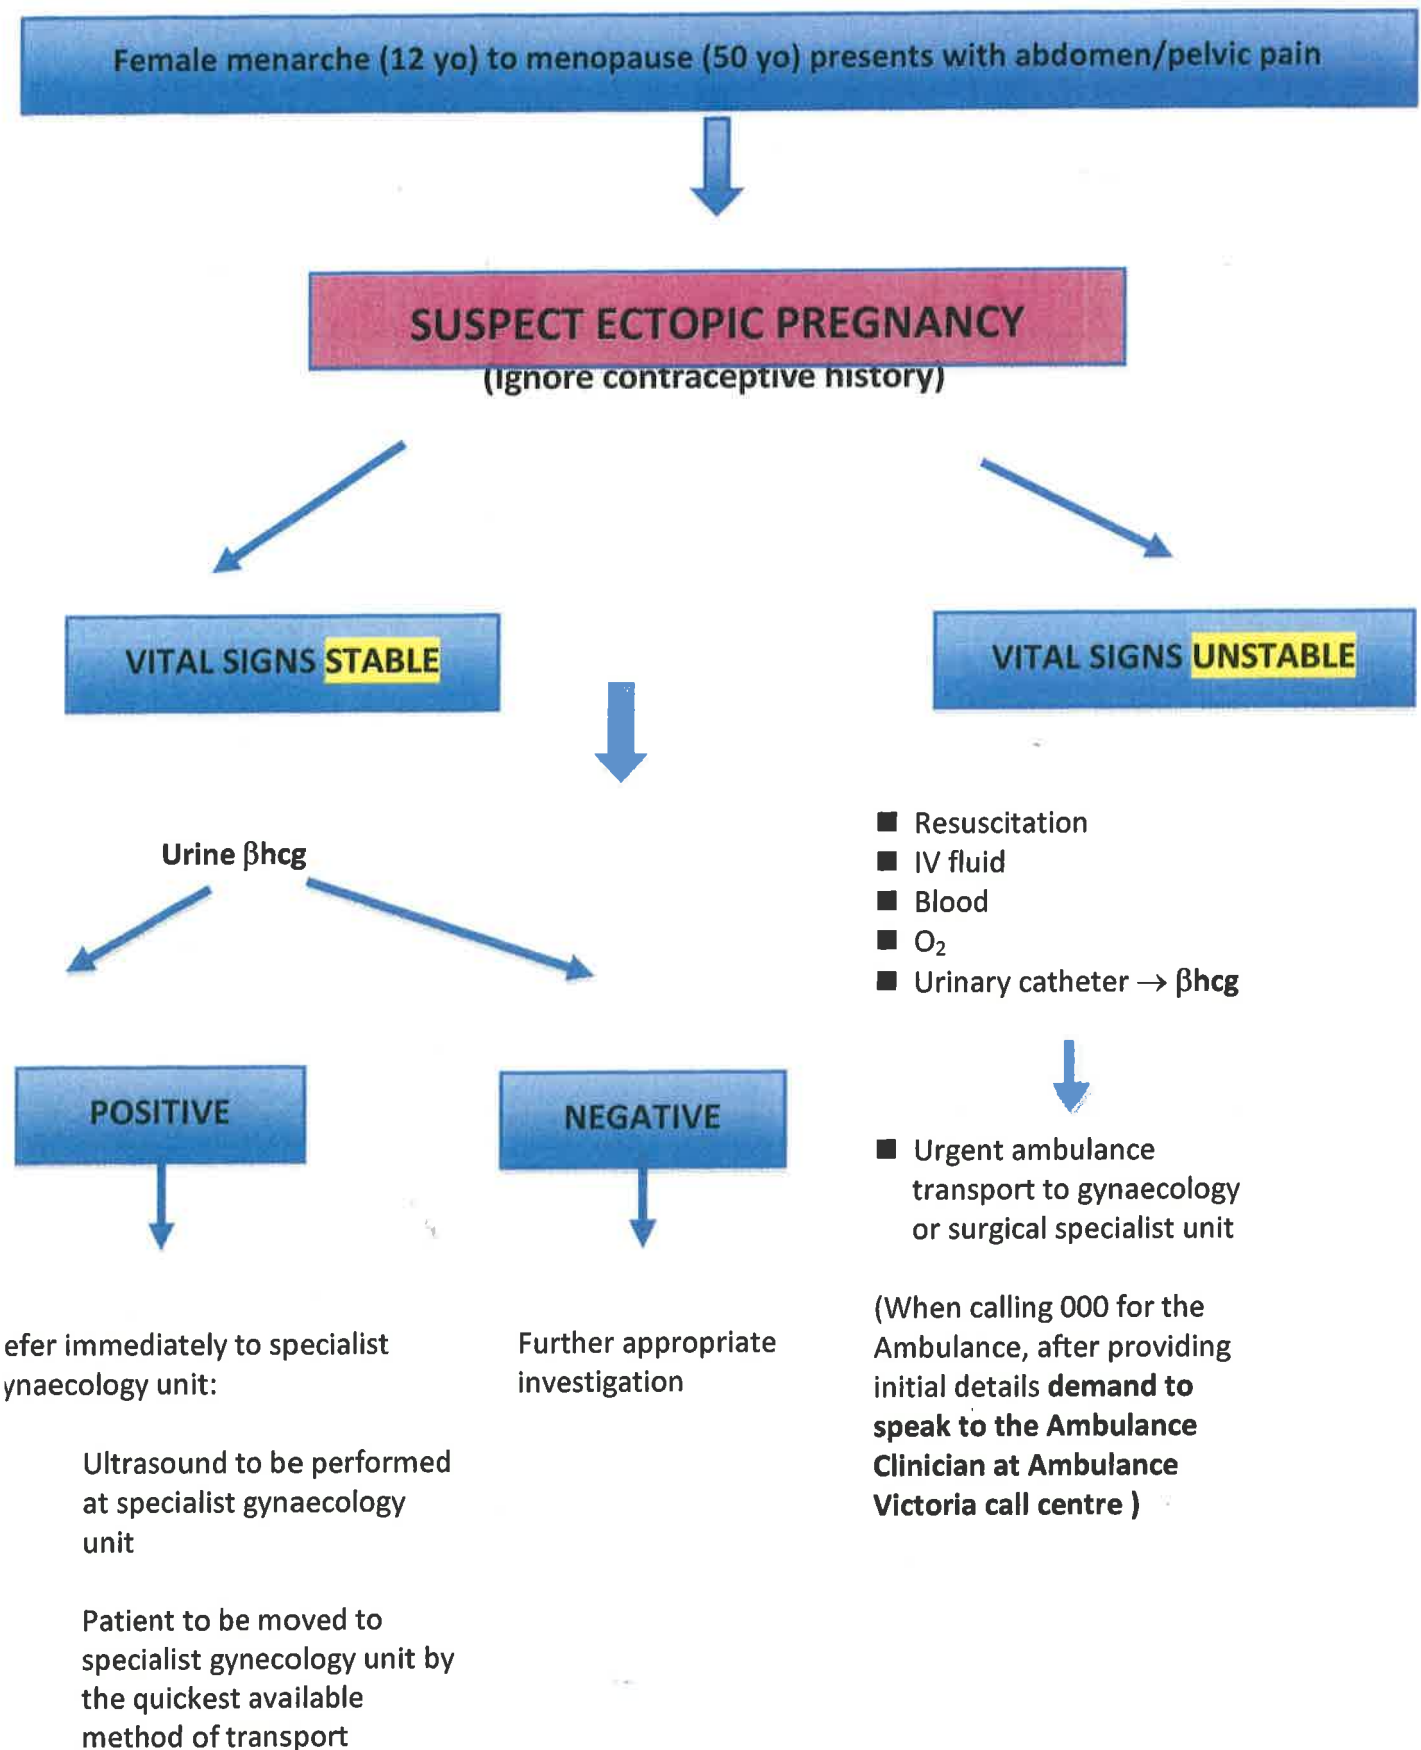 Female menarche (12 yo) to menopause (50 yo) presents with abdomen/pelvic pain
SUSPECT ECTOPIC PREGNANCY
(Ignore contraceptive history)
VITAL SIGNS STABLE
VITAL SIGNS UNSTABLE
Urine βhcg
POSITIVE
NEGATIVE
efer immediately to specialist
ynaecology unit:
Ultrasound to be performed
at specialist gynaecology
unit
Patient to be moved to
specialist gynecology unit by
the quickest available
method of transport
Further appropriate
investigation
■ Resuscitation
■ IV fluid
■ Blood
■ O₂
■ Urinary catheter → βhcg
■ Urgent ambulance
transport to gynaecology
or surgical specialist unit
(When calling 000 for the
Ambulance, after providing
initial details demand to
speak to the Ambulance
Clinician at Ambulance
Victoria call centre )